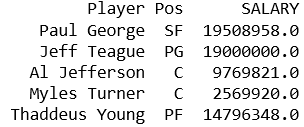 Player Pos SALARY
Paul George SF 19508958.0
Jeff Teague PG 19000000.0
Al Jefferson C 9769821.0
Myles Turner C 2569920.0
Thaddeus Young PF 14796348.0